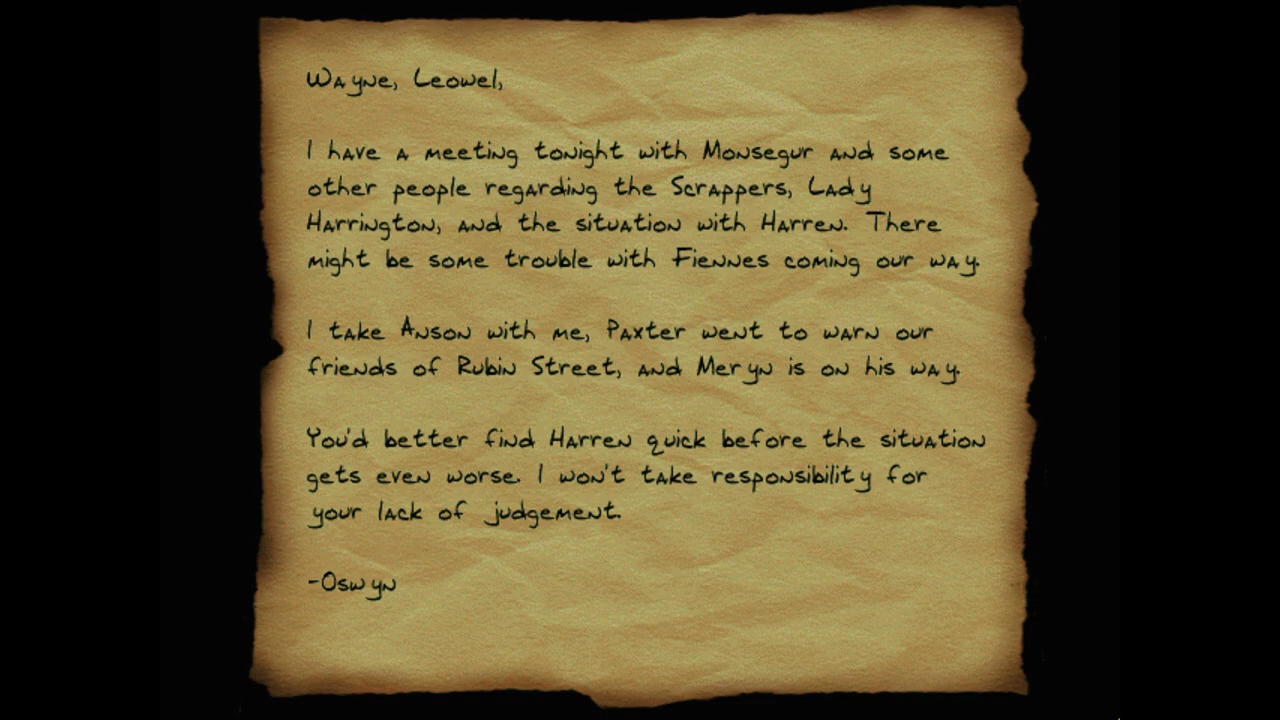 Wayne, Leowel,
I have a meeting tonight with Monsegur and some
other people regarding the Scrappers, Lady
Harrington, and the situation with Harren. There
might be some trouble with Fiennes coming our way.
I take Anson with me, Paxter went to warn our
friends of Rubin Street, and Meryn is on his way.
You'd better find Harren quick before the situation
gets even worse. I won't take responsibility for
your lack of judgement.
-Oswyn